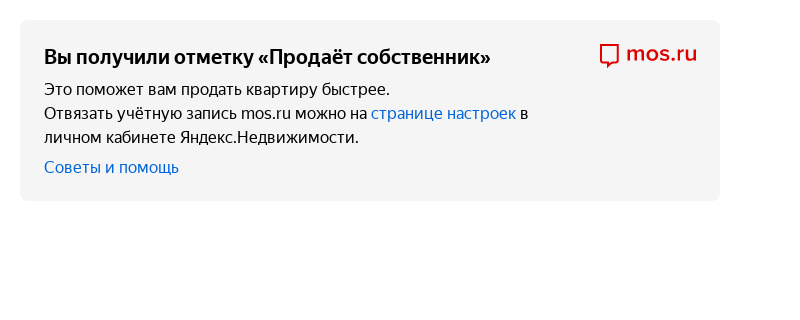 Вы получили отметку «Продаёт собственник»
mos.ru
Это поможет вам продать квартиру быстрее.
Отвязать учётную запись mos.ru можно на странице настроек в
личном кабинете Яндекс.Недвижимости.
Советы и помощь